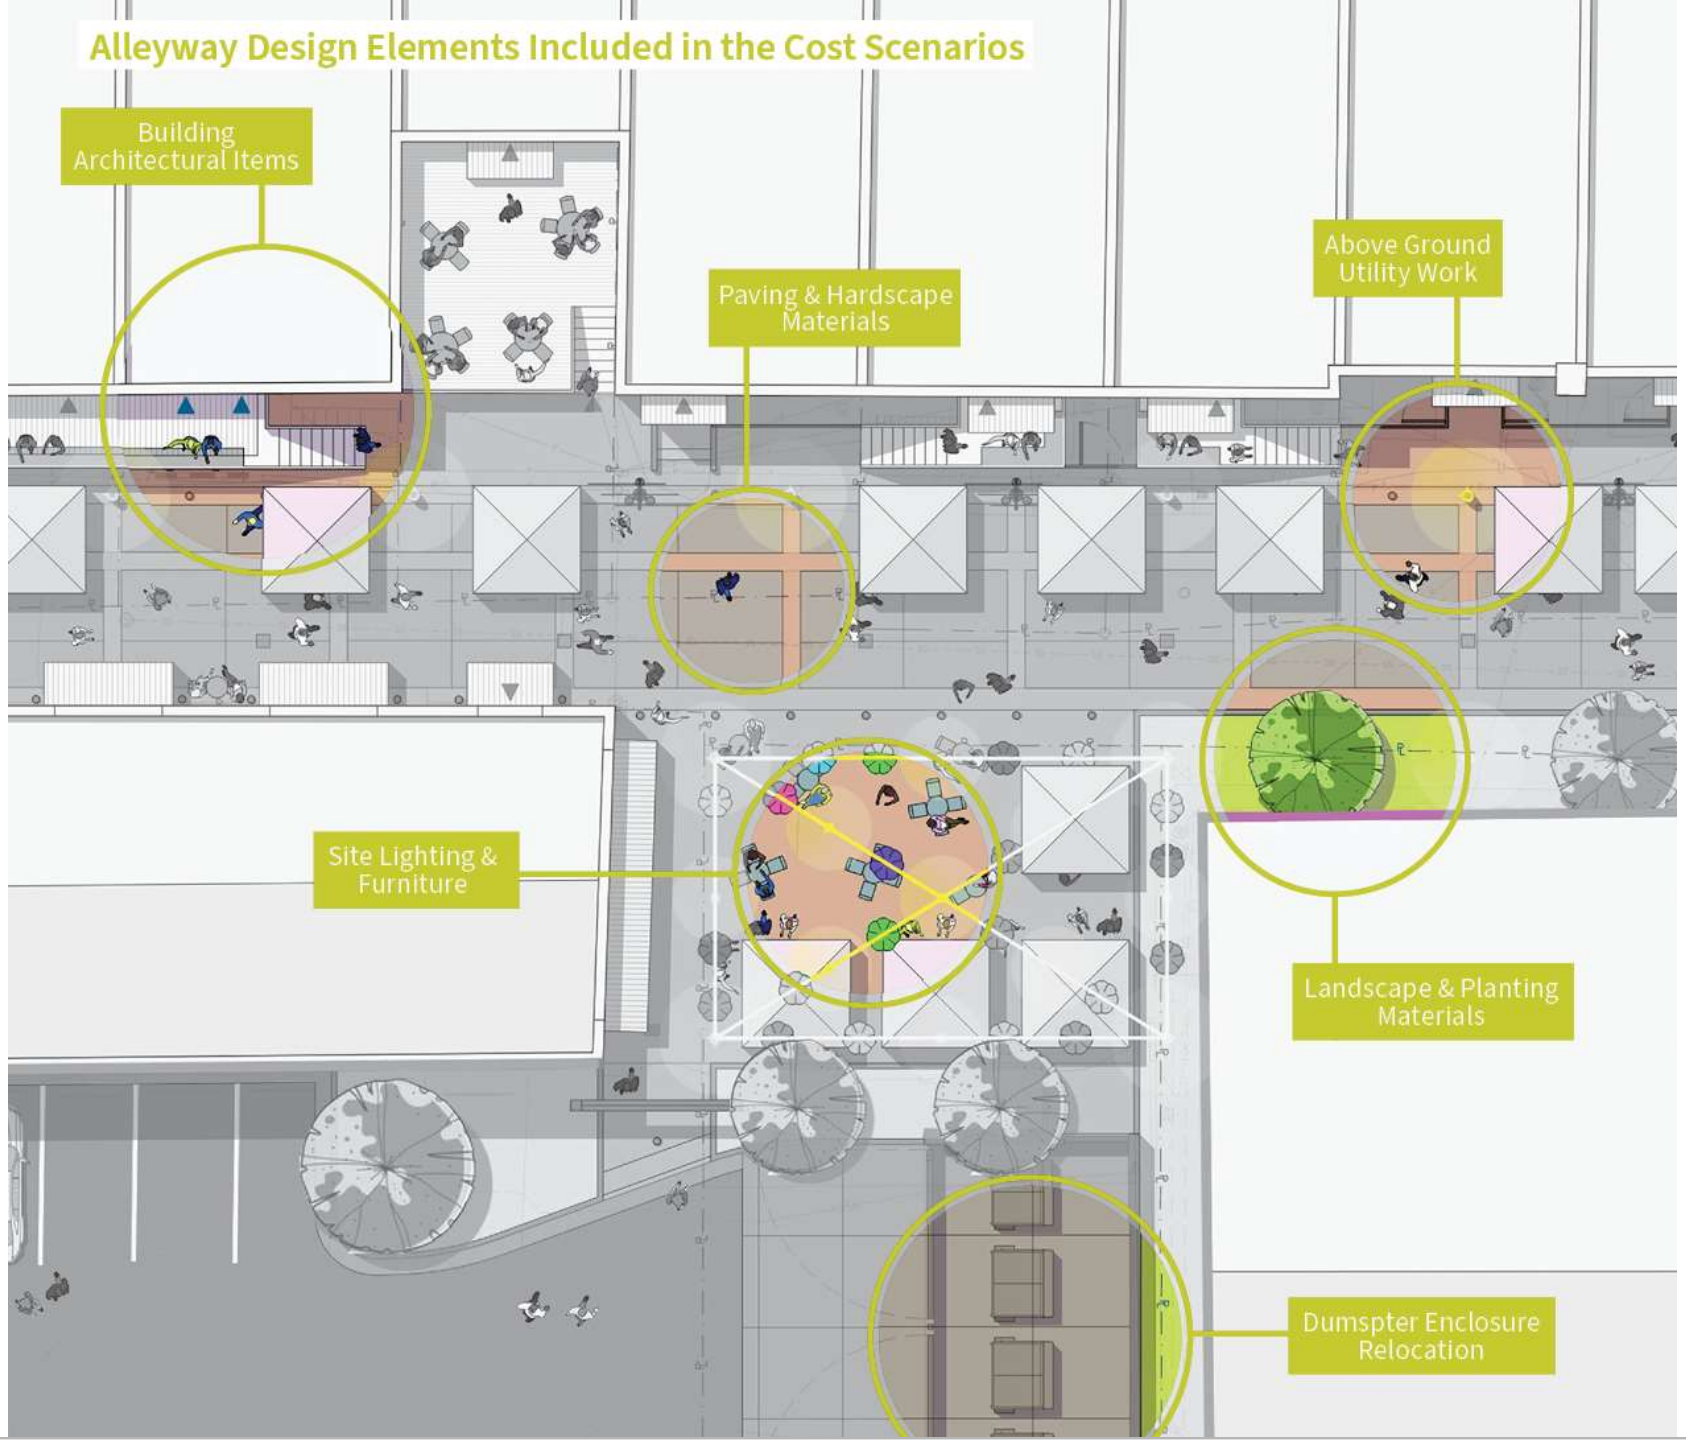 Alleyway Design Elements Included in the Cost Scenarios
Building
Architectural Items
Above Ground
Utility Work
Paving & Hardscape
Materials
Site Lighting &
Furniture
Landscape & Planting
Materials
Dumspter Enclosure
Relocation